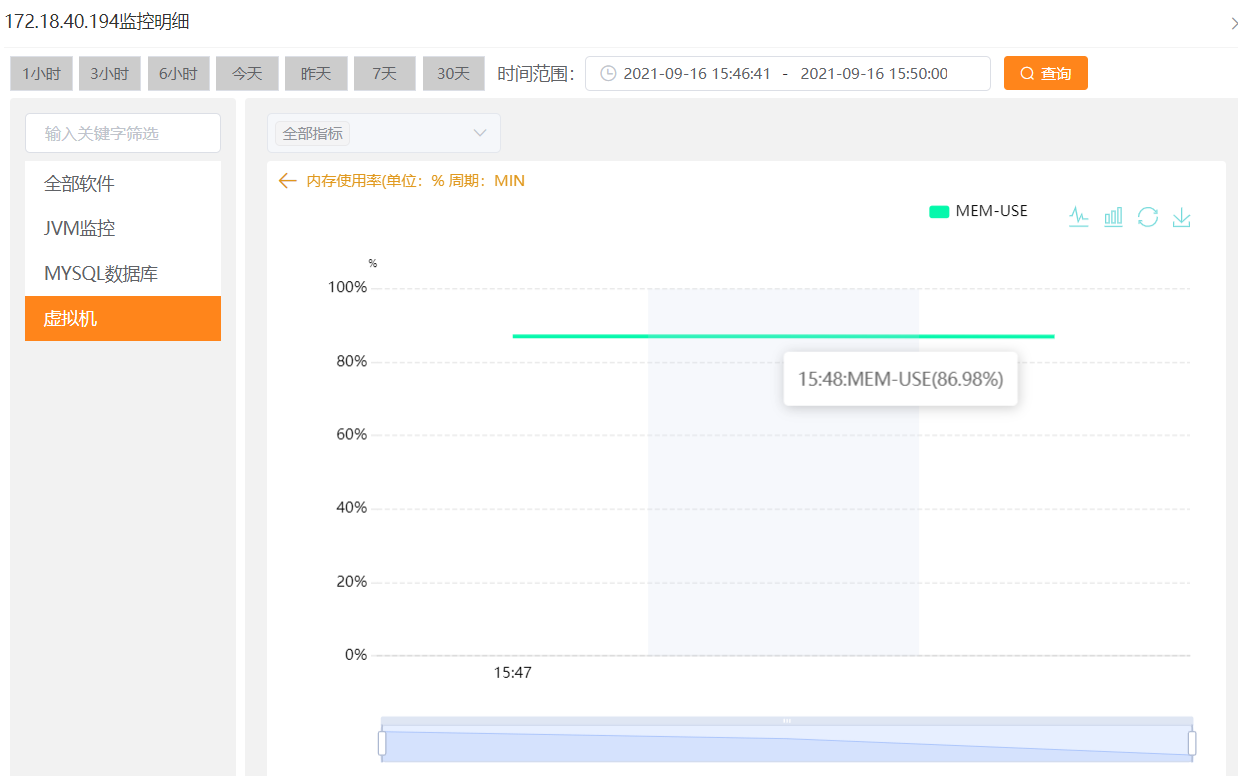 172.18.40.194监控明细
1小时 3小时 6小时 今天 昨天 7天 30天 时间范围： 2021-09-16 15:46:41 - 2021-09-16 15:50:00 查询
输入关键字筛选
全部软件
JVM监控
MYSQL数据库
虚拟机
全部指标
内存使用率(单位：% 周期：MIN
MEM-USE
%
100%
80%
15:48:MEM-USE(86.98%)
60%
40%
20%
0%
15:47